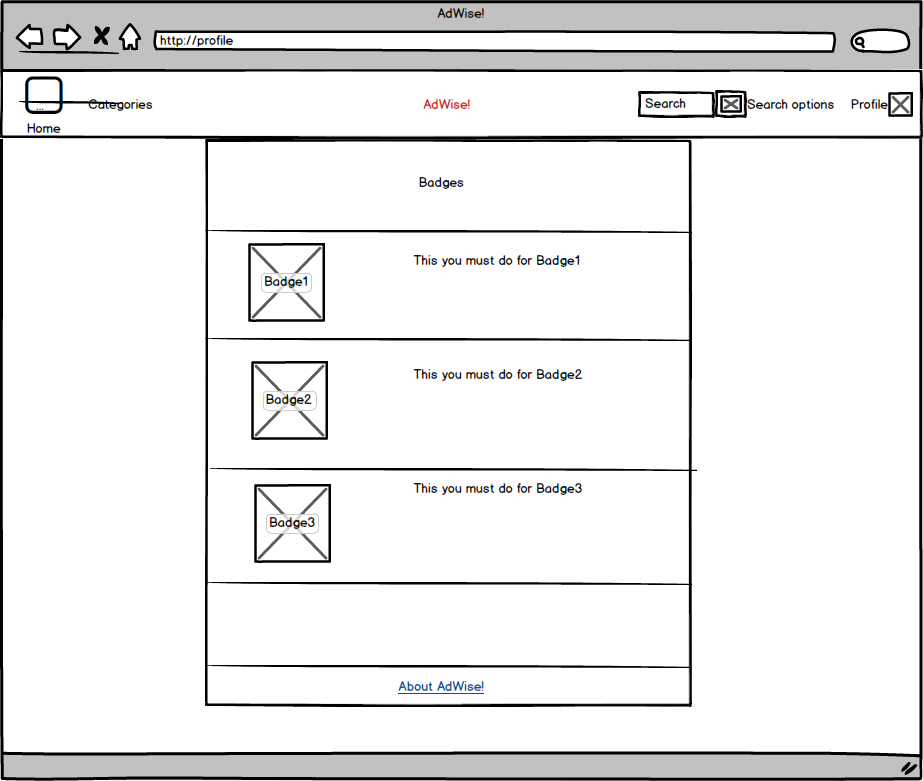 AdWise!
http://profile
...
Home
Categories
AdWise!
Search
Search options
Profile
Badges
Badge1
This you must do for Badge1
Badge2
This you must do for Badge2
Badge3
This you must do for Badge3
About AdWise!